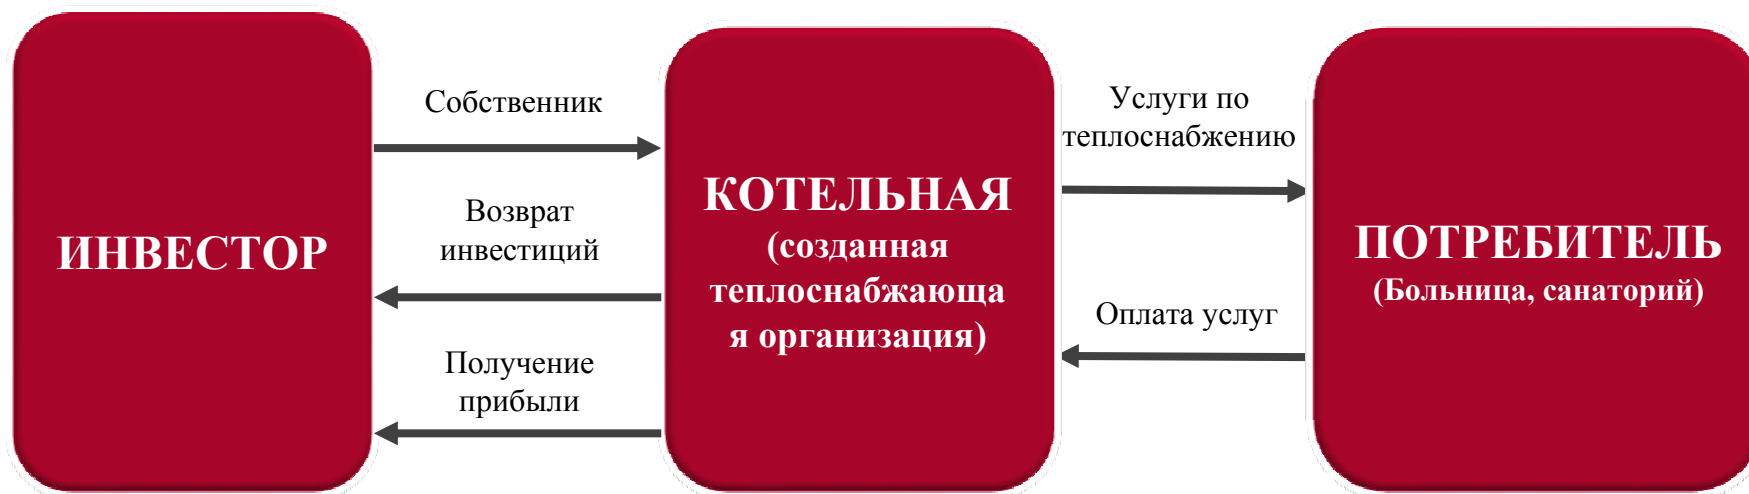 ИНВЕСТОР
Собственник
Возврат
инвестиций
Получение
прибыли
КОТЕЛЬНАЯ
(созданная
теплоснабжающа
я организация)
Услуги по
теплоснабжению
Оплата услуг
ПОТРЕБИТЕЛЬ
(Больница, санаторий)